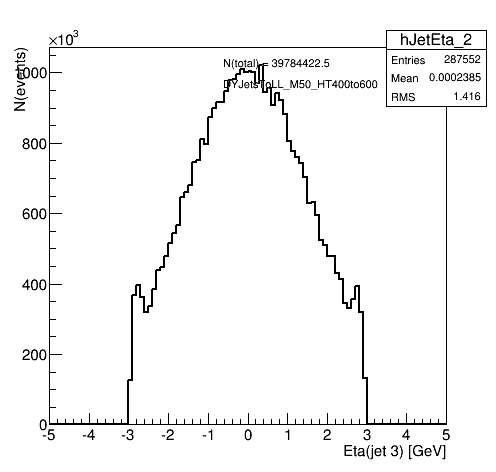 ×10³
hJetEta_2
Entries 287552
Mean 0.0002385
RMS 1.416
N(total) = 39784422.5
DYJetsToLL_M50_HT400to600
N(events)
1000
800
600
400
200
0
-5 -4 -3 -2 -1 0 1 2 3 4 5
Eta(jet 3) [GeV]